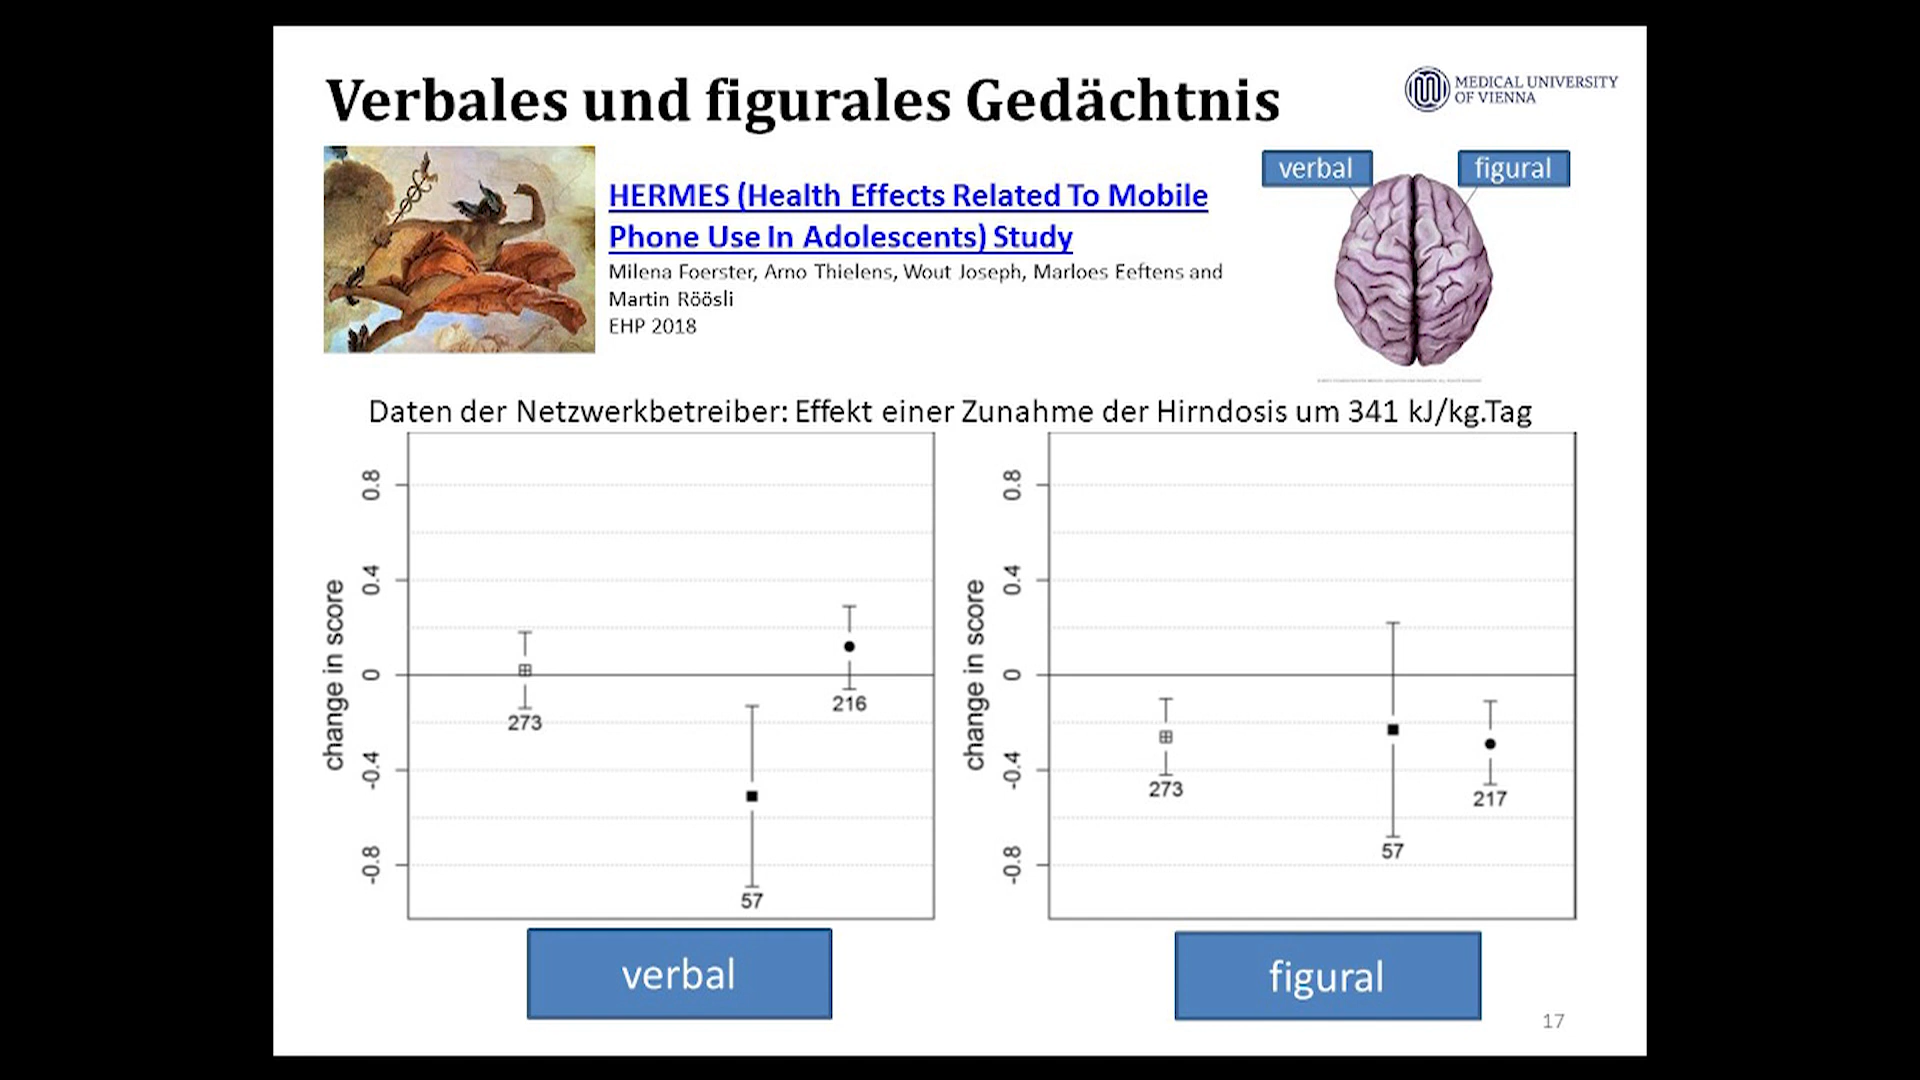 Verbales und figurales Gedächtnis
MEDICAL UNIVERSITY
OF VIENNA
HERMES (Health Effects Related To Mobile
Phone Use In Adolescents) Study
Milena Foerster, Arno Thielens, Wout Joseph, Marloes Eeftens and
Martin Röösli
EHP 2018
verbal
figural
Daten der Netzwerkbetreiber: Effekt einer Zunahme der Hirndosis um 341 kJ/kg.Tag
change in score
0.8
0.4
0
-0.4
-0.8
273
57
216
verbal
change in score
0.8
0.4
0
-0.4
-0.8
273
57
217
figural
17